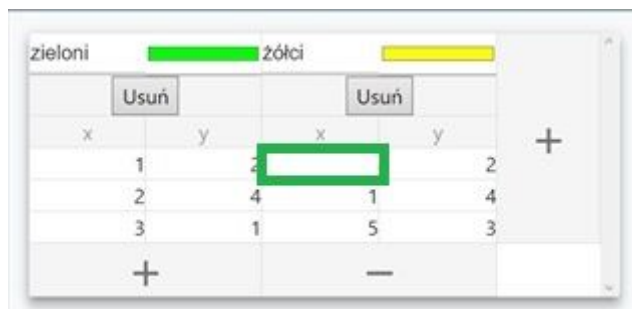 zieloni żółci
Usuń Usuń
x y x y +
1 2 2
2 4 1 4
3 1 5 3
+ −